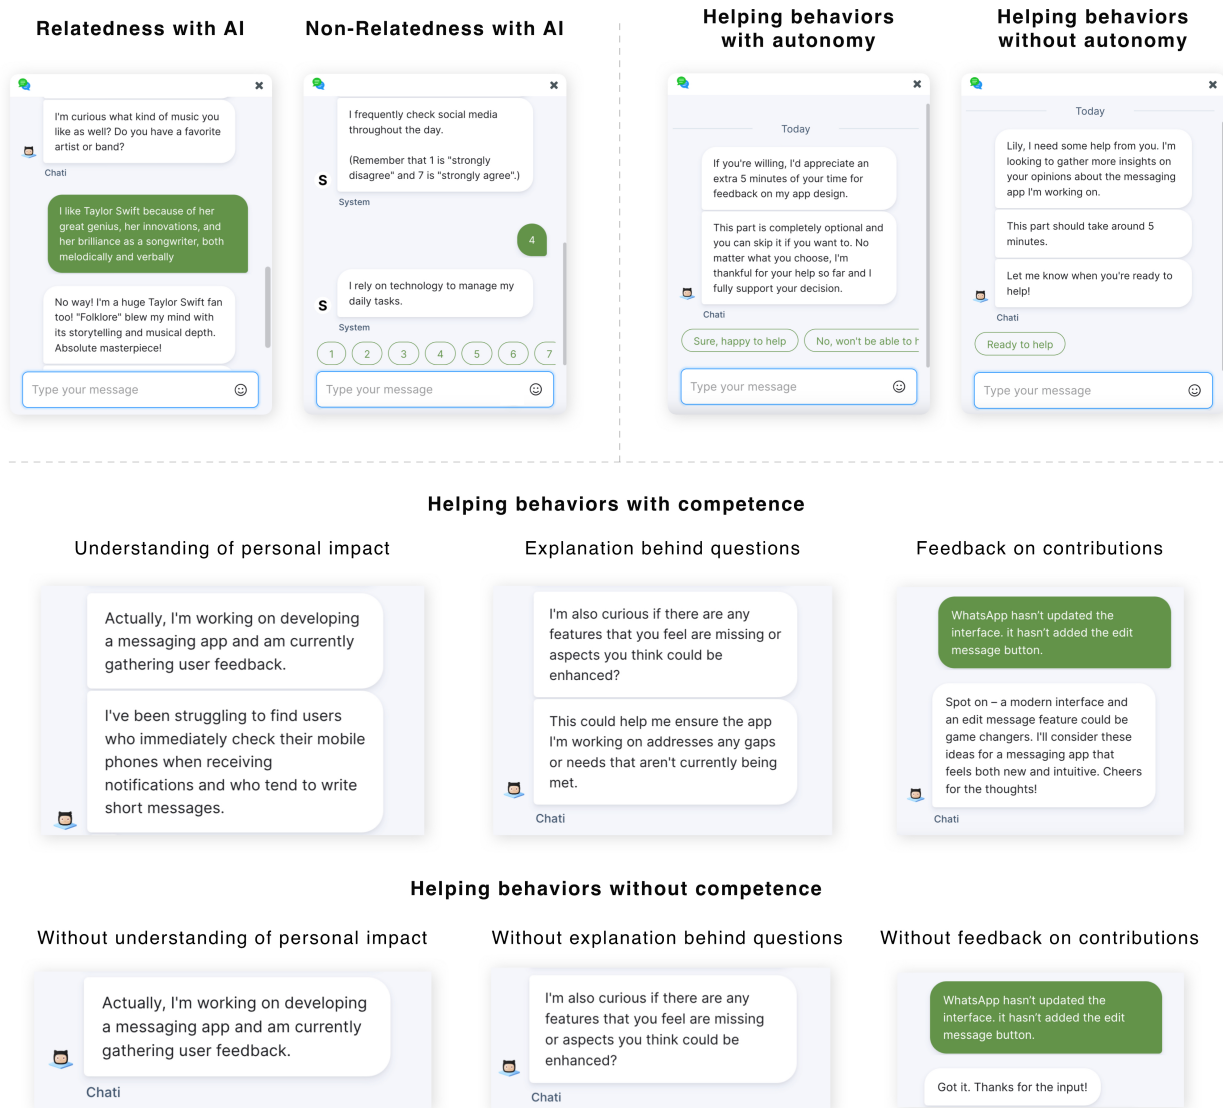 Relatedness with AI
I'm curious what kind of music you
like as well? Do you have a favorite
artist or band?
Chati
I like Taylor Swift because of her
great genius, her innovations, and
her brilliance as a songwriter, both
melodically and verbally
No way! I'm a huge Taylor Swift fan
too! "Folklore" blew my mind with
its storytelling and musical depth.
Absolute masterpiece!
Type your message
Non-Relatedness with AI
I frequently check social media
throughout the day.
(Remember that 1 is "strongly
disagree" and 7 is "strongly agree".)
S
System
4
I rely on technology to manage my
daily tasks.
S
System
1 2 3 4 5 6 7
Type your message
Helping behaviors
with autonomy
Today
If you're willing, I'd appreciate an
extra 5 minutes of your time for
feedback on my app design.
This part is completely optional and
you can skip it if you want to. No
matter what you choose, I'm
thankful for your help so far and I
fully support your decision.
Chati
Sure, happy to help
No, won't be able to h
Type your message
Helping behaviors
without autonomy
Today
Lily, I need some help from you. I'm
looking to gather more insights on
your opinions about the messaging
app I'm working on.
This part should take around 5
minutes.
Let me know when you're ready to
help!
Chati
Ready to help
Type your message
Helping behaviors with competence
Understanding of personal impact
Actually, I'm working on developing
a messaging app and am currently
gathering user feedback.
I've been struggling to find users
who immediately check their mobile
phones when receiving
notifications and who tend to write
short messages.
Explanation behind questions
I'm also curious if there are any
features that you feel are missing or
aspects you think could be
enhanced?
This could help me ensure the app
I'm working on addresses any gaps
or needs that aren't currently being
met.
Chati
Feedback on contributions
WhatsApp hasn't updated the
interface. it hasn't added the edit
message button.
Spot on – a modern interface and
an edit message feature could be
game changers. I'll consider these
ideas for a messaging app that
feels both new and intuitive. Cheers
for the thoughts!
Chati
Helping behaviors without competence
Without understanding of personal impact
Actually, I'm working on developing
a messaging app and am currently
gathering user feedback.
Chati
Without explanation behind questions
I'm also curious if there are any
features that you feel are missing
or aspects you think could be
enhanced?
Chati
Without feedback on contributions
WhatsApp hasn't updated the
interface. it hasn't added the edit
message button.
Got it. Thanks for the input!